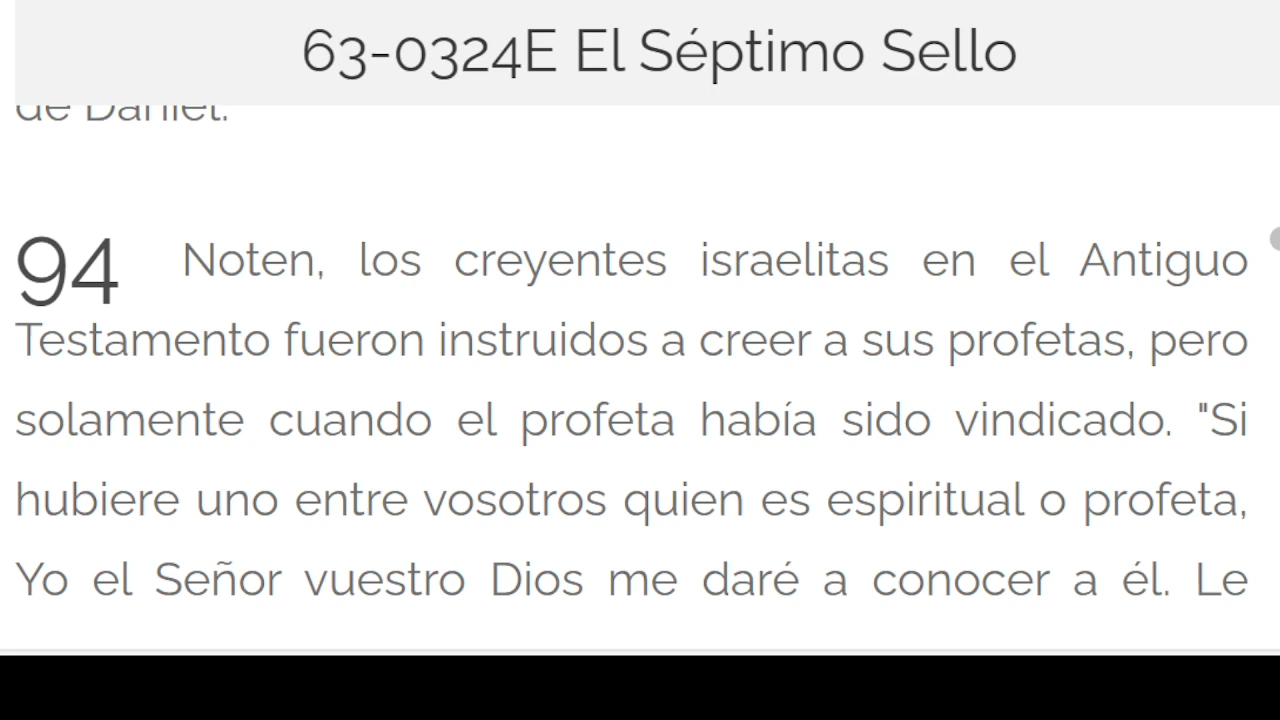 63-0324E El Séptimo Sello
de Daniel.
94 Noten, los creyentes israelitas en el Antiguo
Testamento fueron instruidos a creer a sus profetas, pero
solamente cuando el profeta había sido vindicado. "Si
hubiere uno entre vosotros quien es espiritual o profeta,
Yo el Señor vuestro Dios me daré a conocer a él. Le